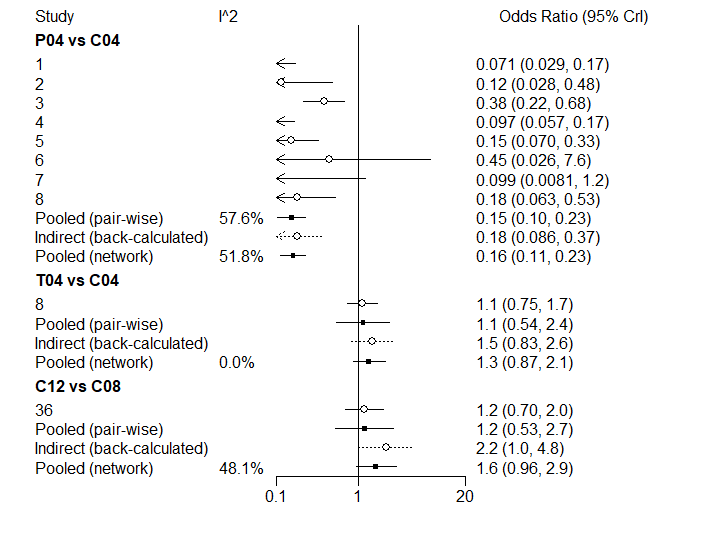 Study I^2 Odds Ratio (95% CrI)
P04 vs C04
1 0.071 (0.029, 0.17)
2 0.12 (0.028, 0.48)
3 0.38 (0.22, 0.68)
4 0.097 (0.057, 0.17)
5 0.15 (0.070, 0.33)
6 0.45 (0.026, 7.6)
7 0.099 (0.0081, 1.2)
8 0.18 (0.063, 0.53)
Pooled (pair-wise) 57.6% 0.15 (0.10, 0.23)
Indirect (back-calculated) 0.18 (0.086, 0.37)
Pooled (network) 51.8% 0.16 (0.11, 0.23)
T04 vs C04
8 1.1 (0.75, 1.7)
Pooled (pair-wise) 1.1 (0.54, 2.4)
Indirect (back-calculated) 1.5 (0.83, 2.6)
Pooled (network) 0.0% 1.3 (0.87, 2.1)
C12 vs C08
36 1.2 (0.70, 2.0)
Pooled (pair-wise) 1.2 (0.53, 2.7)
Indirect (back-calculated) 2.2 (1.0, 4.8)
Pooled (network) 48.1% 1.6 (0.96, 2.9)
0.1 1 20